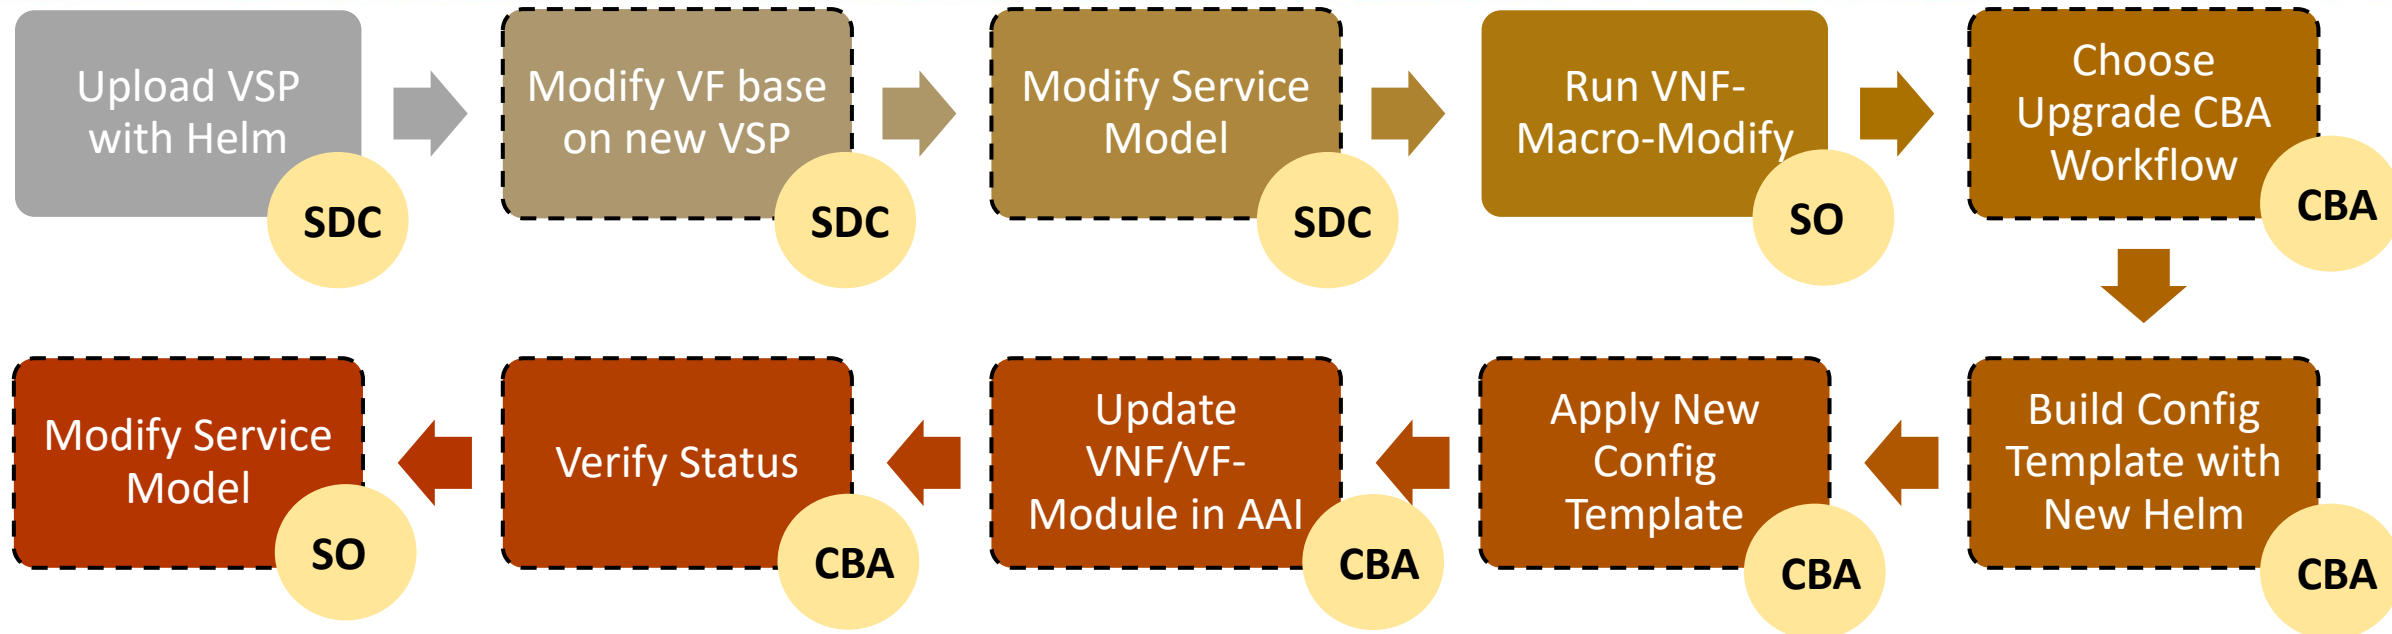 Upload VSP
with Helm
SDC
Modify VF base
on new VSP
SDC
Modify Service
Model
SDC
Run VNF-
Macro-Modify
SO
Choose
Upgrade CBA
Workflow
CBA
Build Config
Template with
New Helm
CBA
Apply New
Config
Template
CBA
Update
VNF/VF-
Module in AAI
CBA
Verify Status
CBA
Modify Service
Model
SO